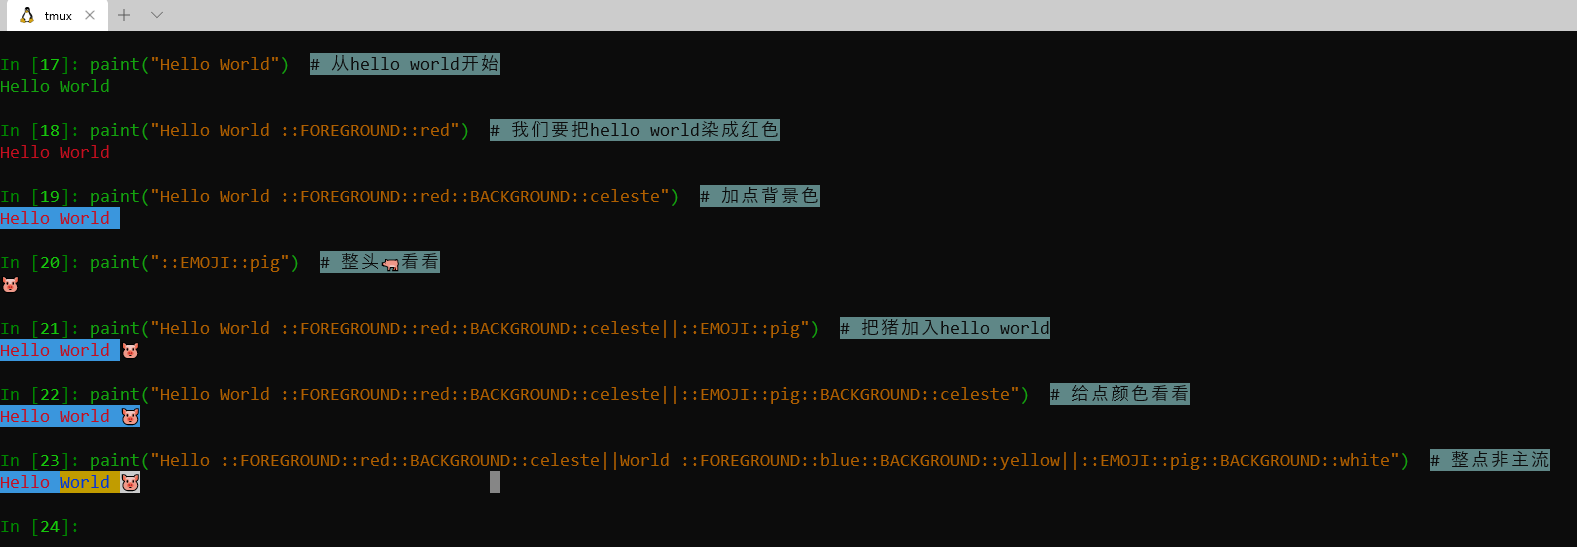 tmux
In [17]: paint("Hello World")  # 从hello world开始
Hello World
In [18]: paint("Hello World ::FOREGROUND::red")  # 我们要把hello world染成红色
Hello World
In [19]: paint("Hello World ::FOREGROUND::red::BACKGROUND::celeste")  # 加点背景色
Hello World
In [20]: paint("::EMOJI::pig")  # 整头🐖看看
🐷
In [21]: paint("Hello World ::FOREGROUND::red::BACKGROUND::celeste||::EMOJI::pig")  # 把猪加入hello world
Hello World 🐷
In [22]: paint("Hello World ::FOREGROUND::red::BACKGROUND::celeste||::EMOJI::pig::BACKGROUND::celeste")  # 给点颜色看看
Hello World 🐷
In [23]: paint("Hello ::FOREGROUND::red::BACKGROUND::celeste||World ::FOREGROUND::blue::BACKGROUND::yellow||::EMOJI::pig::BACKGROUND::white")  # 整点非主流
Hello World 🐷
In [24]: